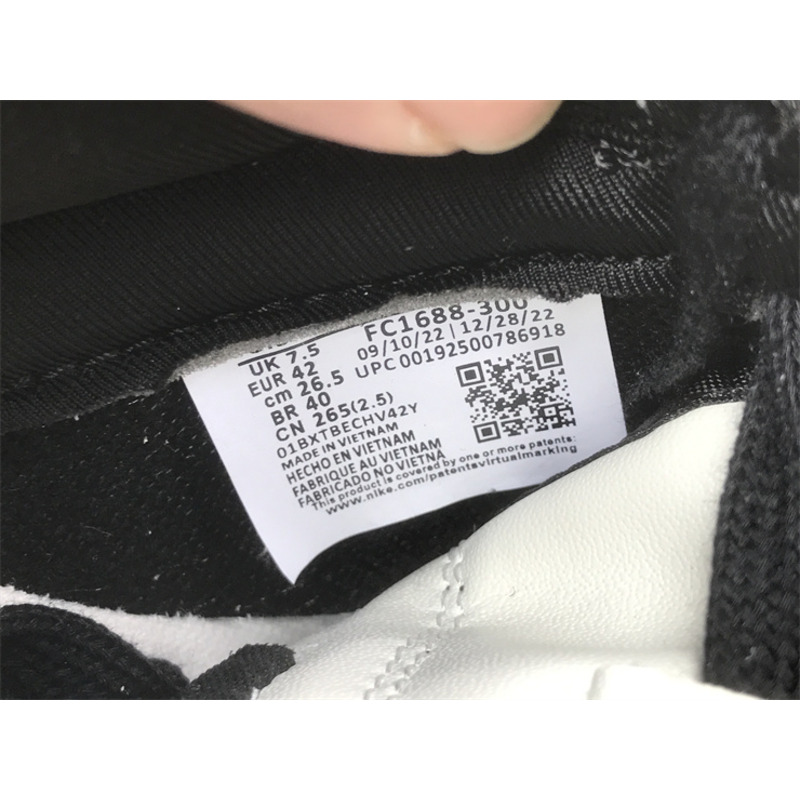 UK 7.5
EUR 42
cm 26.5
BR 40
CN 265(2.5)
01BXTBECHV42Y
MADE IN VIETNAM
HECHO EN VIETNAM
FABRIQUE AU VIETNAM
FABRICADO NO VIETNA
This product is covered by one or more patents:
www.nike.com/patentsvirtualmarking
FC1688-300
09/10/22 | 12/28/22
UPC 00192500786918